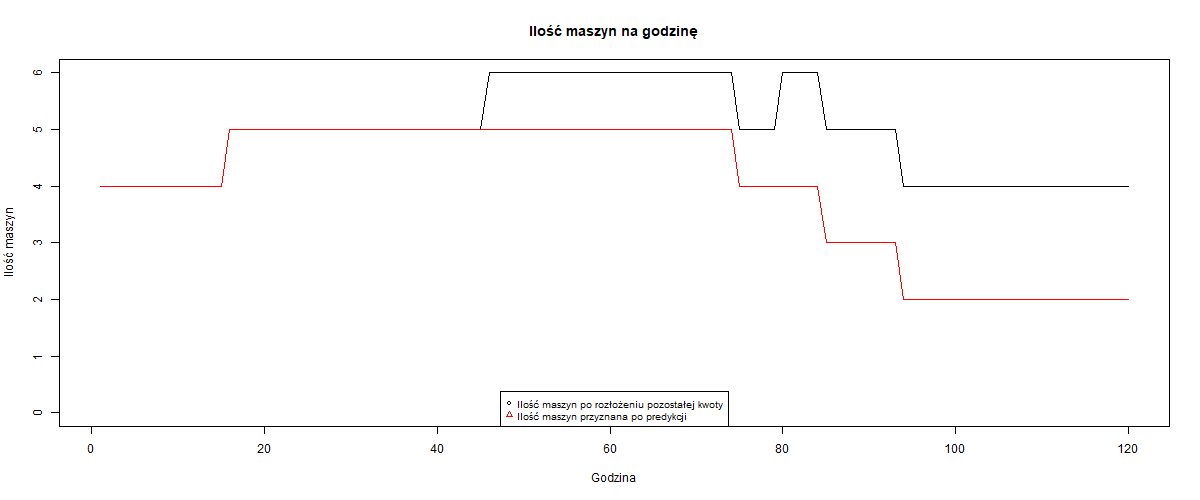 Ilość maszyn na godzinę
6
5
4
3
2
1
0
Ilość maszyn
Ilość maszyn po rozłożeniu pozostałej kwoty
Ilość maszyn przyznana po predykcji
0 20 40 60 80 100 120
Godzina